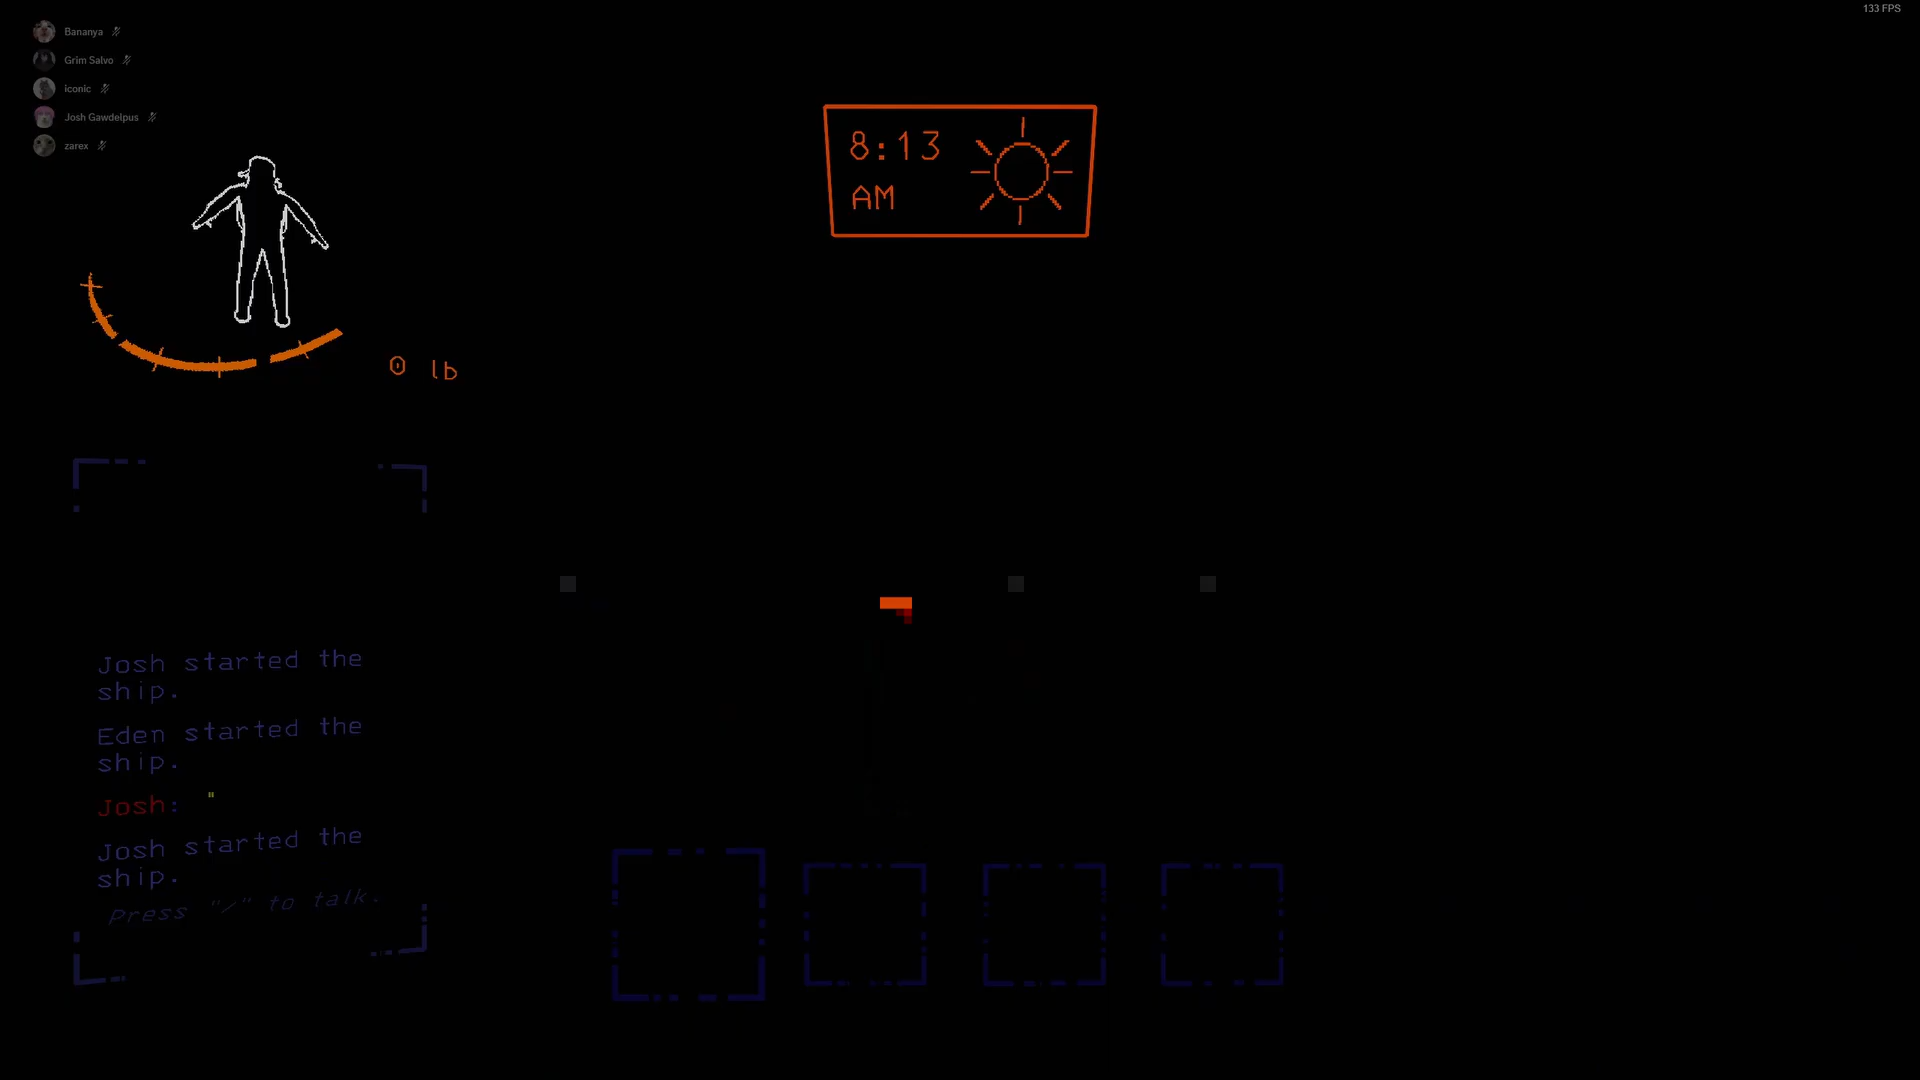 133 FPS
Bananya
Grim Salvo
iconic
Josh Gawdelpus
zarex
8:13
AM
0 lb
Josh started the
ship.
Eden started the
ship.
Josh: "
Josh started the
ship.
Press "/" to talk.